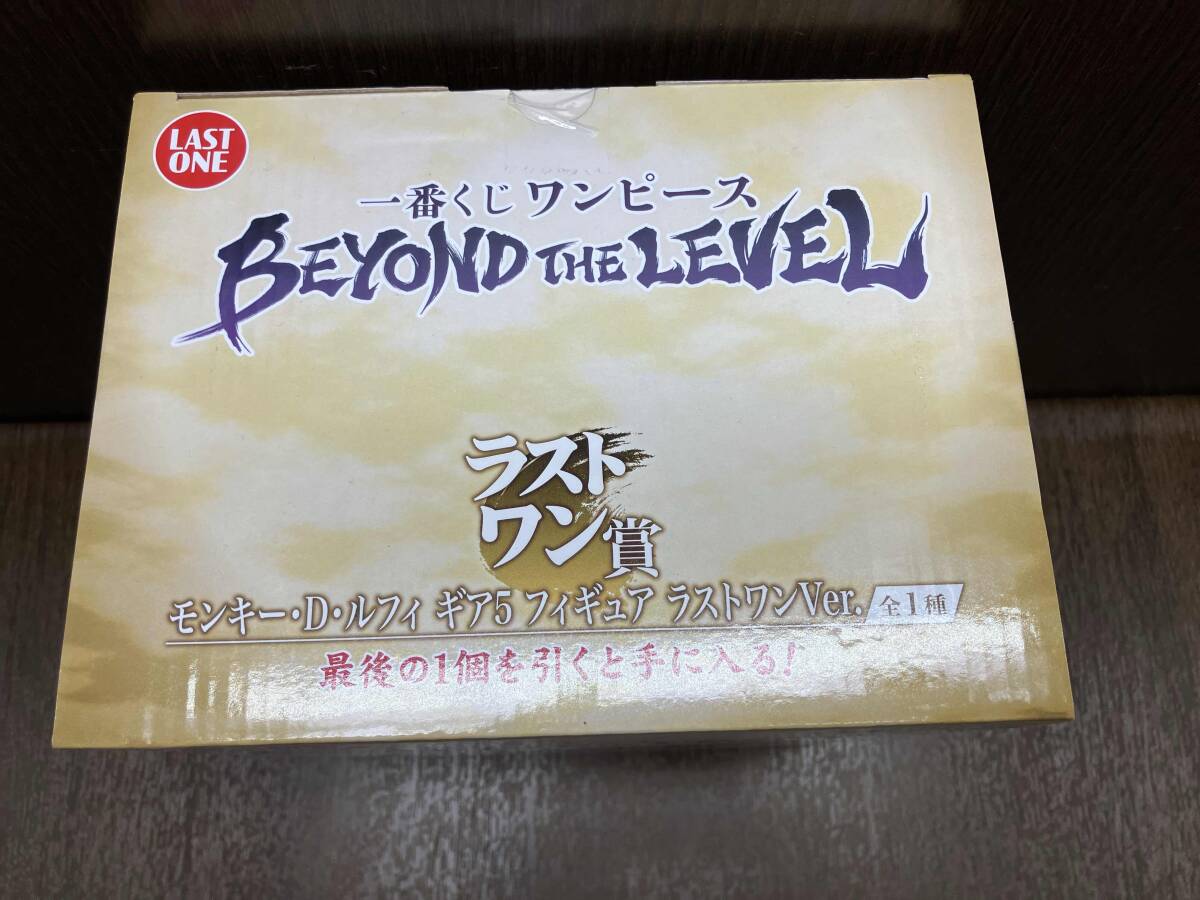 LAST
ONE
一番くじ ワンピース
BEYOND THE LEVEL
ラスト
ワン賞
モンキー・D・ルフィ ギア5 フィギュア ラストワンVer. 全1種
最後の1個を引くと手に入る!